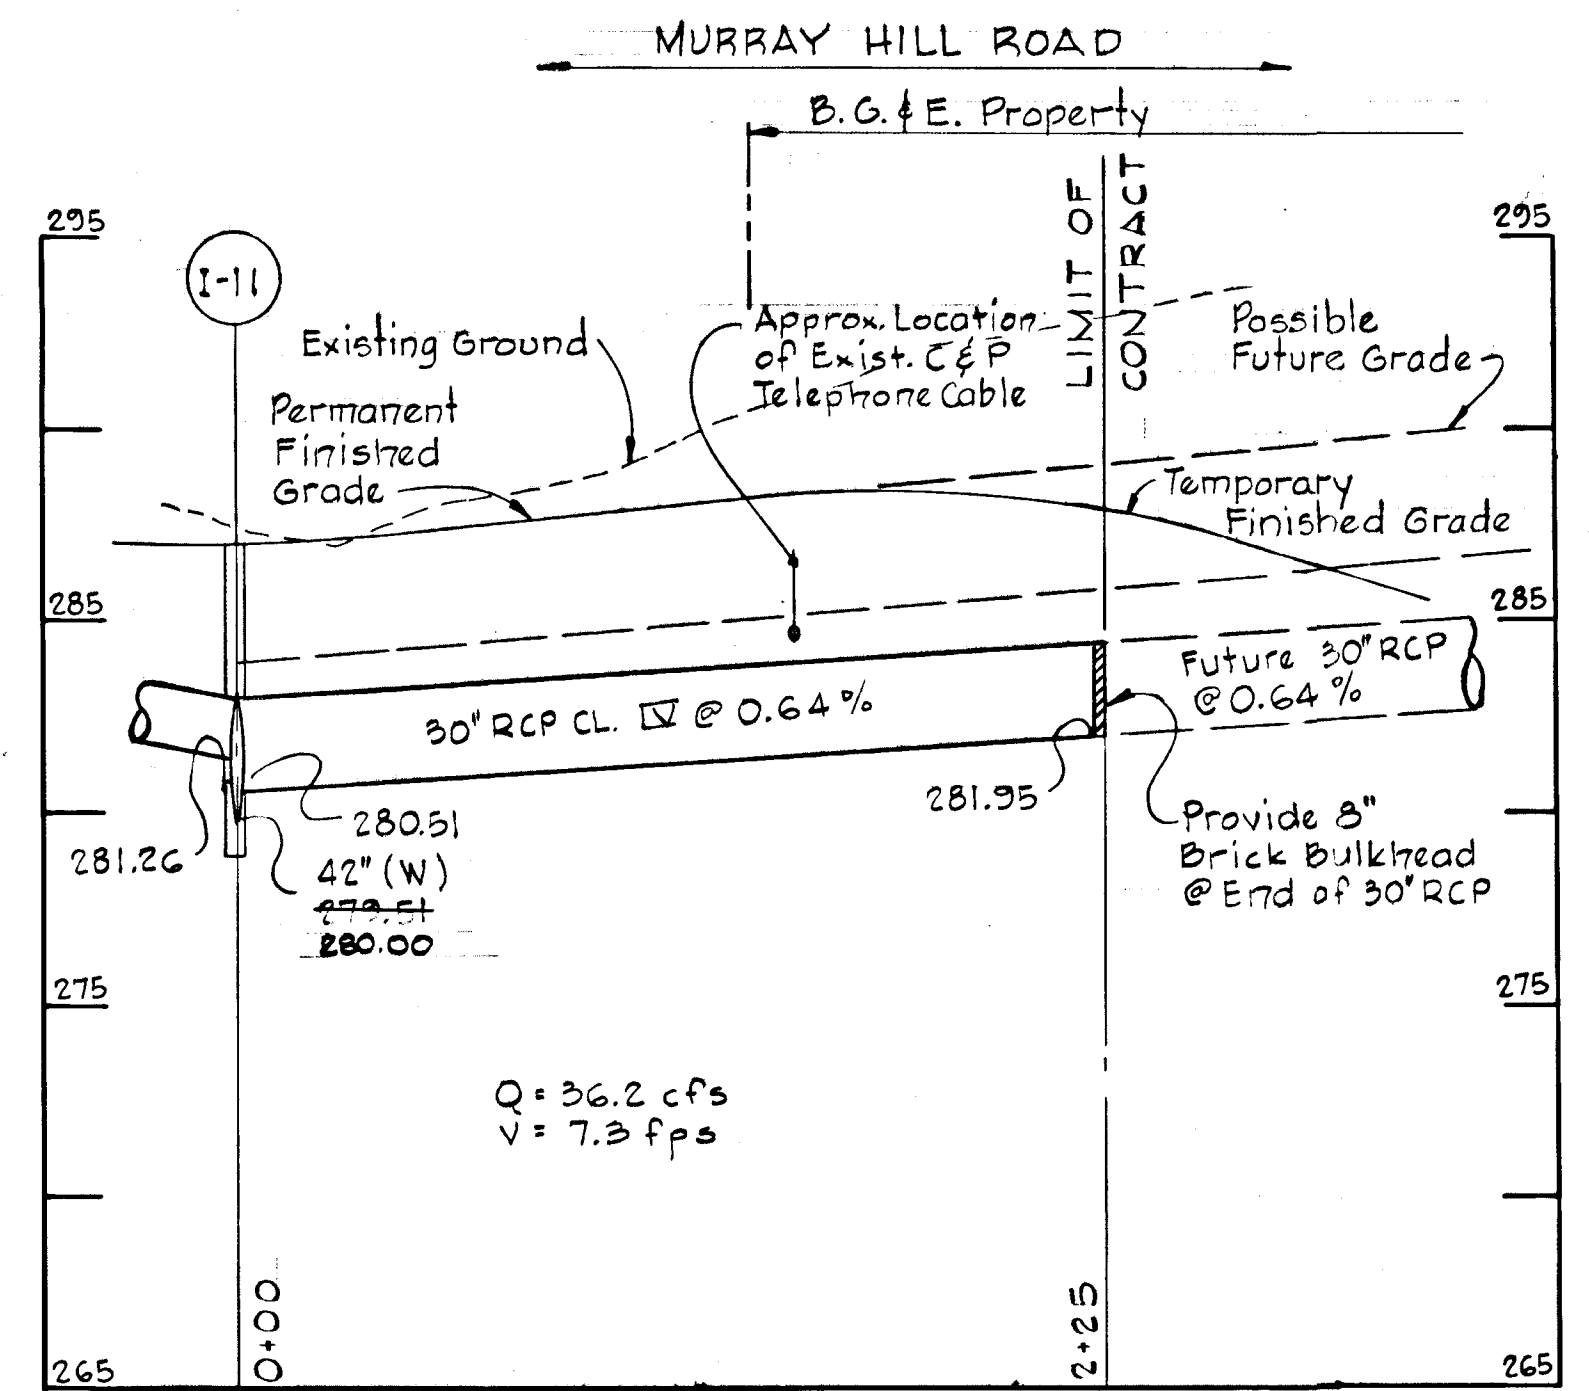 MURRAY HILL ROAD
B.G. & E. Property
LIMIT OF
CONTRACT
295
295
I-11
Existing Ground
Approx. Location
of Exist. C & P
Telephone Cable
Possible
Future Grade
Permanent
Finished
Grade
Temporary
Finished Grade
285
285
30" RCP CL. IV @ 0.64 %
Future 30" RCP
@ 0.64 %
281.26
280.51
42" (W)
279.51
280.00
281.95
Provide 8"
Brick Bulkhead
@ End of 30" RCP
275
275
Q = 36.2 cfs
V = 7.3 fps
0+00
2+25
265
265